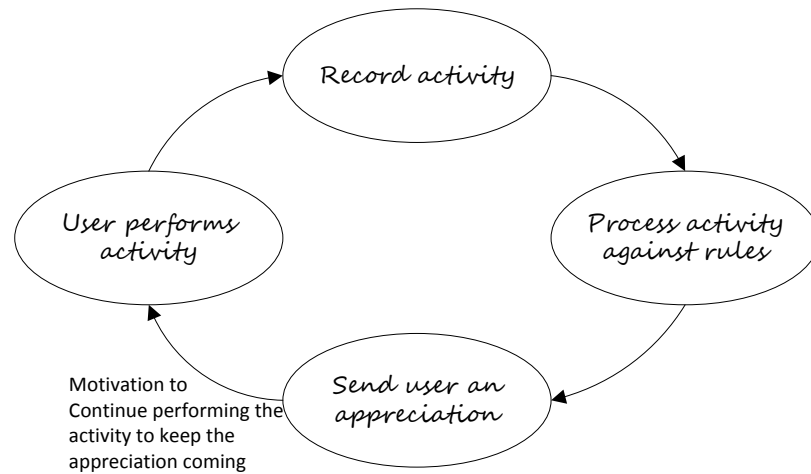 Record activity
User performs
activity
Process activity
against rules
Send user an
appreciation
Motivation to
Continue performing the
activity to keep the
appreciation coming